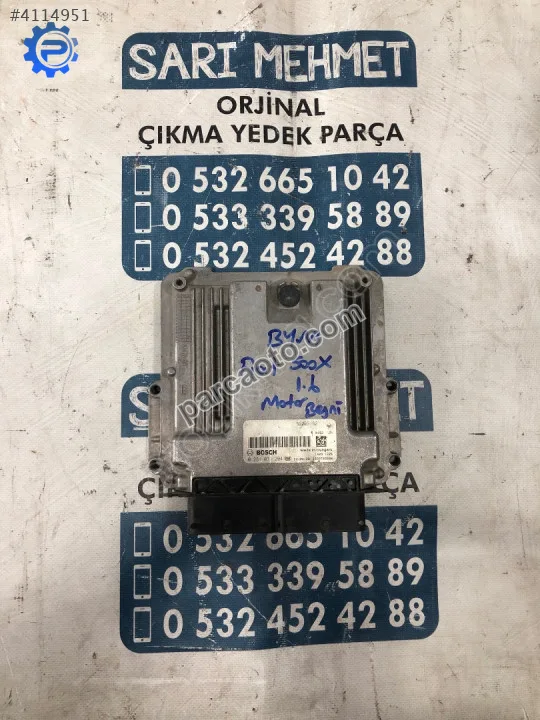 #4114951
SARI MEHMET
ORJİNAL
ÇIKMA YEDEK PARÇA
0 532 665 10 42
0 533 339 58 89
0 532 452 42 88
500X
1.6
Motor
Beyni
parcaoto.com
BOSCH
0 532 665 10 42
0 533 339 58 89
0 532 452 42 88